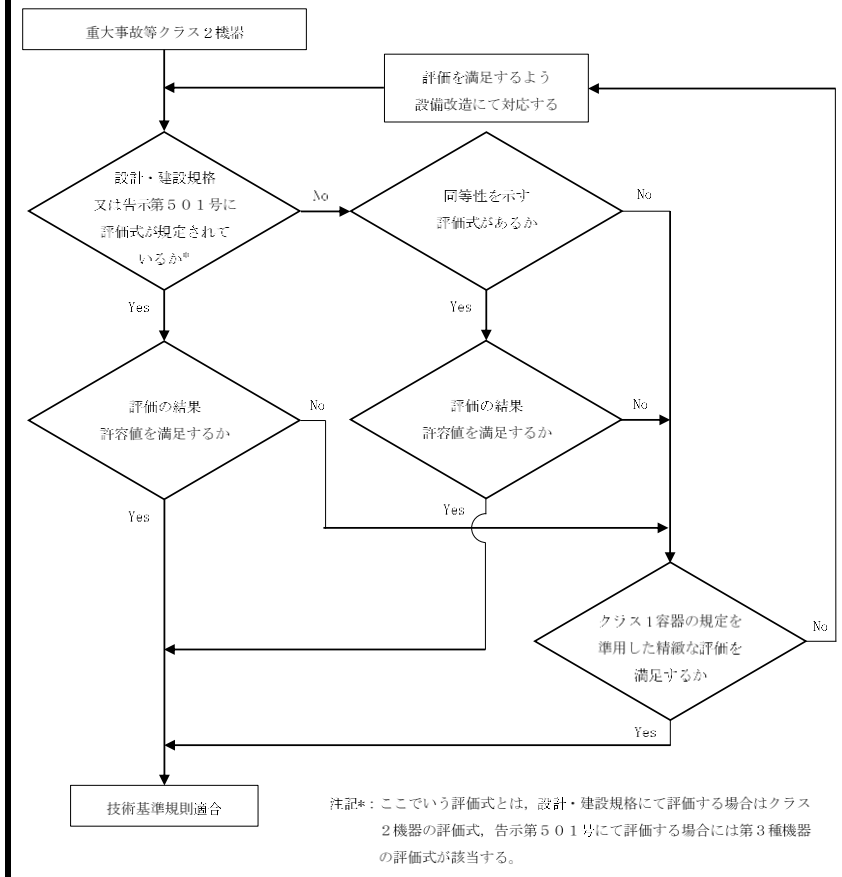 重大事故等クラス２機器
評価を満足するよう
設備改造にて対応する
設計・建設規格
又は告示第５０１号に
評価式が規定されて
いるか*
No
同等性を示す
評価式があるか
No
Yes
Yes
評価の結果
許容値を満足するか
No
評価の結果
許容値を満足するか
No
Yes
Yes
クラス１容器の規定を
準用した精緻な評価を
満足するか
No
Yes
技術基準規則適合
注記*：ここでいう評価式とは，設計・建設規格にて評価する場合はクラス
２機器の評価式，告示第５０１号にて評価する場合には第３種機器
の評価式が該当する。